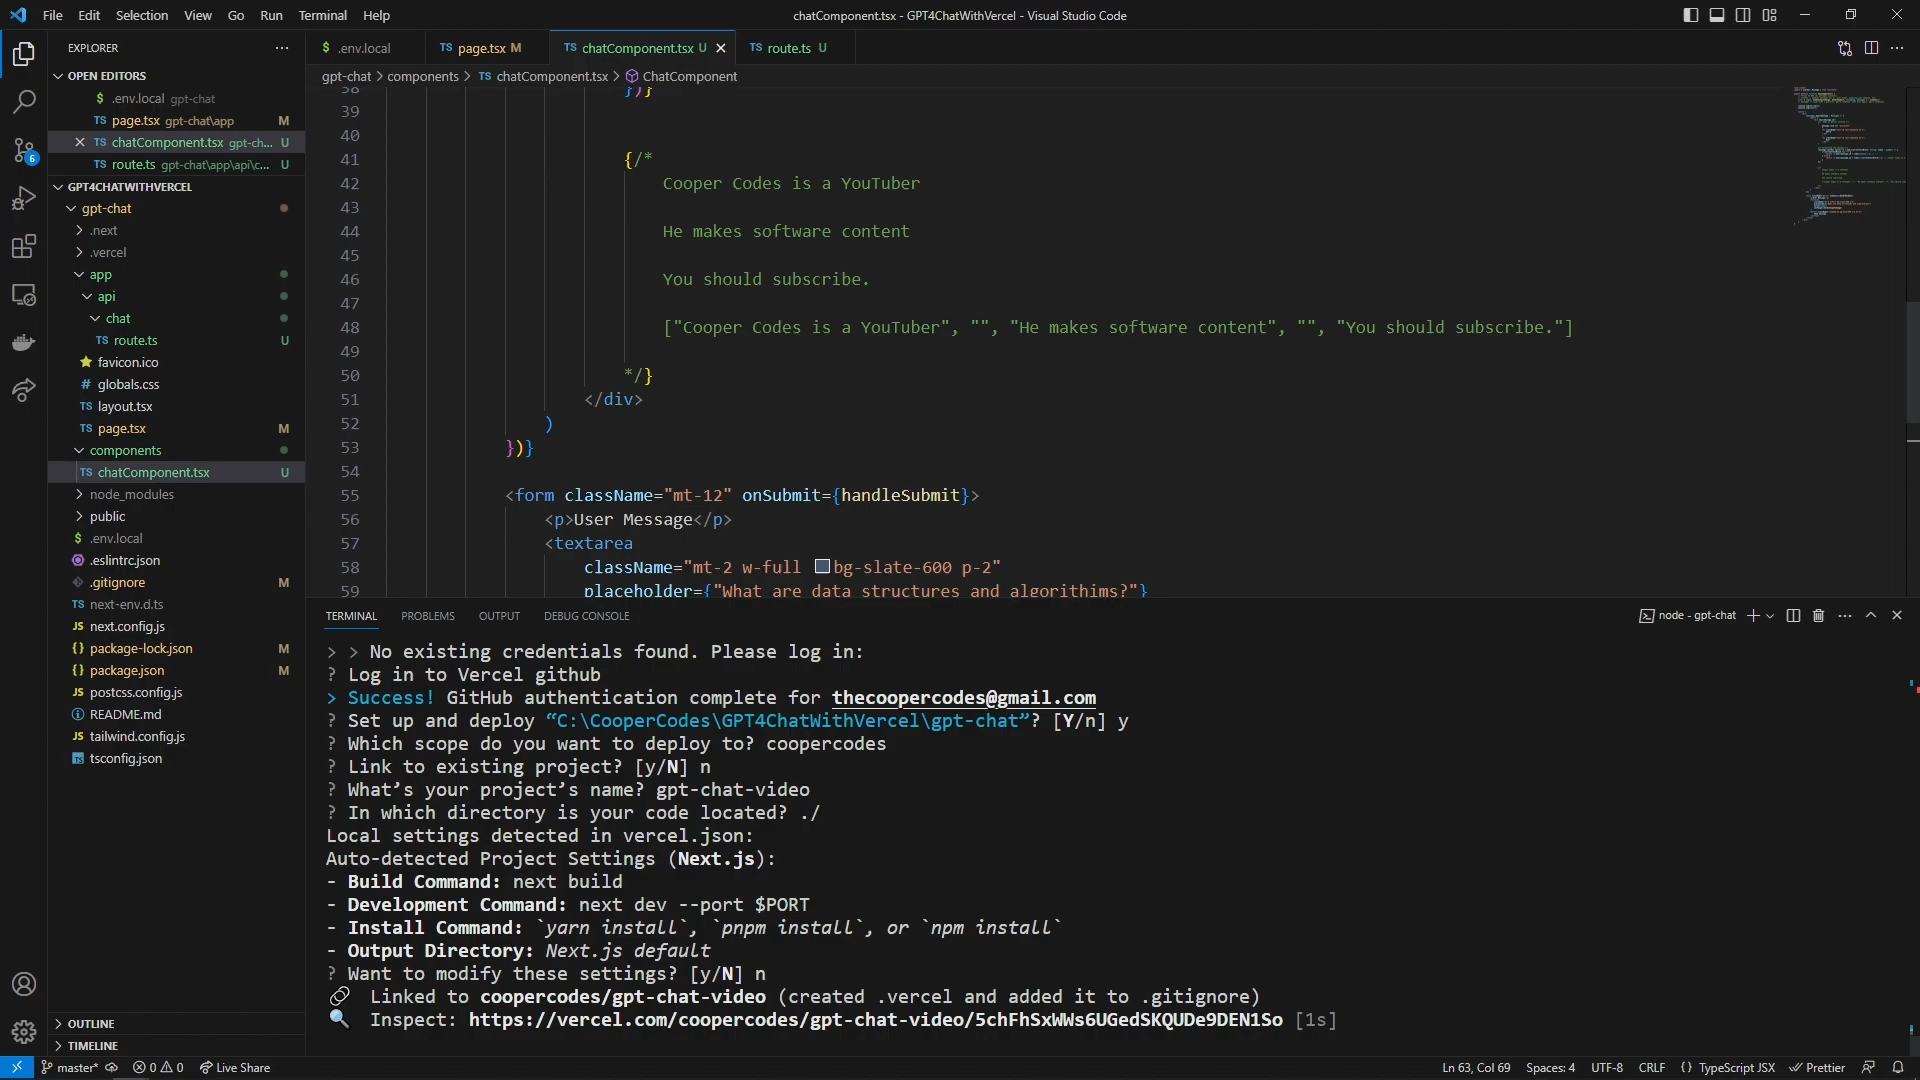 File Edit Selection View Go Run Terminal Help
chatComponent.tsx - GPT4ChatWithVercel - Visual Studio Code
EXPLORER
OPEN EDITORS
$ .env.local gpt-chat
TS page.tsx gpt-chat\app M
TS chatComponent.tsx gpt-ch... U
TS route.ts gpt-chat\app\api\c... U
GPT4CHATWITHVERCEL
gpt-chat
.next
.vercel
app
api
chat
TS route.ts U
favicon.ico
# globals.css
TS layout.tsx
TS page.tsx M
components
TS chatComponent.tsx U
node_modules
public
$ .env.local
.eslintrc.json
.gitignore M
TS next-env.d.ts
JS next.config.js
{} package-lock.json M
{} package.json M
JS postcss.config.js
README.md
JS tailwind.config.js
tsconfig.json
OUTLINE
TIMELINE
6
$ .env.local
TS page.tsx M
TS chatComponent.tsx U
TS route.ts U
gpt-chat > components > TS chatComponent.tsx > ChatComponent
38 })}
39
40
41 {/*
42 Cooper Codes is a YouTuber
43
44 He makes software content
45
46 You should subscribe.
47
48 ["Cooper Codes is a YouTuber", "", "He makes software content", "", "You should subscribe."]
49
50 */}
51 </div>
52 )
53 })}
54
55 <form className="mt-12" onSubmit={handleSubmit}>
56 <p>User Message</p>
57 <textarea
58 className="mt-2 w-full bg-slate-600 p-2"
59 placeholder={"What are data structures and algorithims?"}
TERMINAL PROBLEMS OUTPUT DEBUG CONSOLE
node - gpt-chat
> > No existing credentials found. Please log in:
? Log in to Vercel github
> Success! GitHub authentication complete for thecoopercodes@gmail.com
? Set up and deploy “C:\CooperCodes\GPT4ChatWithVercel\gpt-chat”? [Y/n] y
? Which scope do you want to deploy to? coopercodes
? Link to existing project? [y/N] n
? What’s your project’s name? gpt-chat-video
? In which directory is your code located? ./
Local settings detected in vercel.json:
Auto-detected Project Settings (Next.js):
- Build Command: next build
- Development Command: next dev --port $PORT
- Install Command: `yarn install`, `pnpm install`, or `npm install`
- Output Directory: Next.js default
? Want to modify these settings? [y/N] n
Linked to coopercodes/gpt-chat-video (created .vercel and added it to .gitignore)
Inspect: https://vercel.com/coopercodes/gpt-chat-video/5chFhSxWWs6UGedSKQUDe9DEN1So [1s]
master* 0 0 Live Share
Ln 63, Col 69 Spaces: 4 UTF-8 CRLF {} TypeScript JSX Prettier